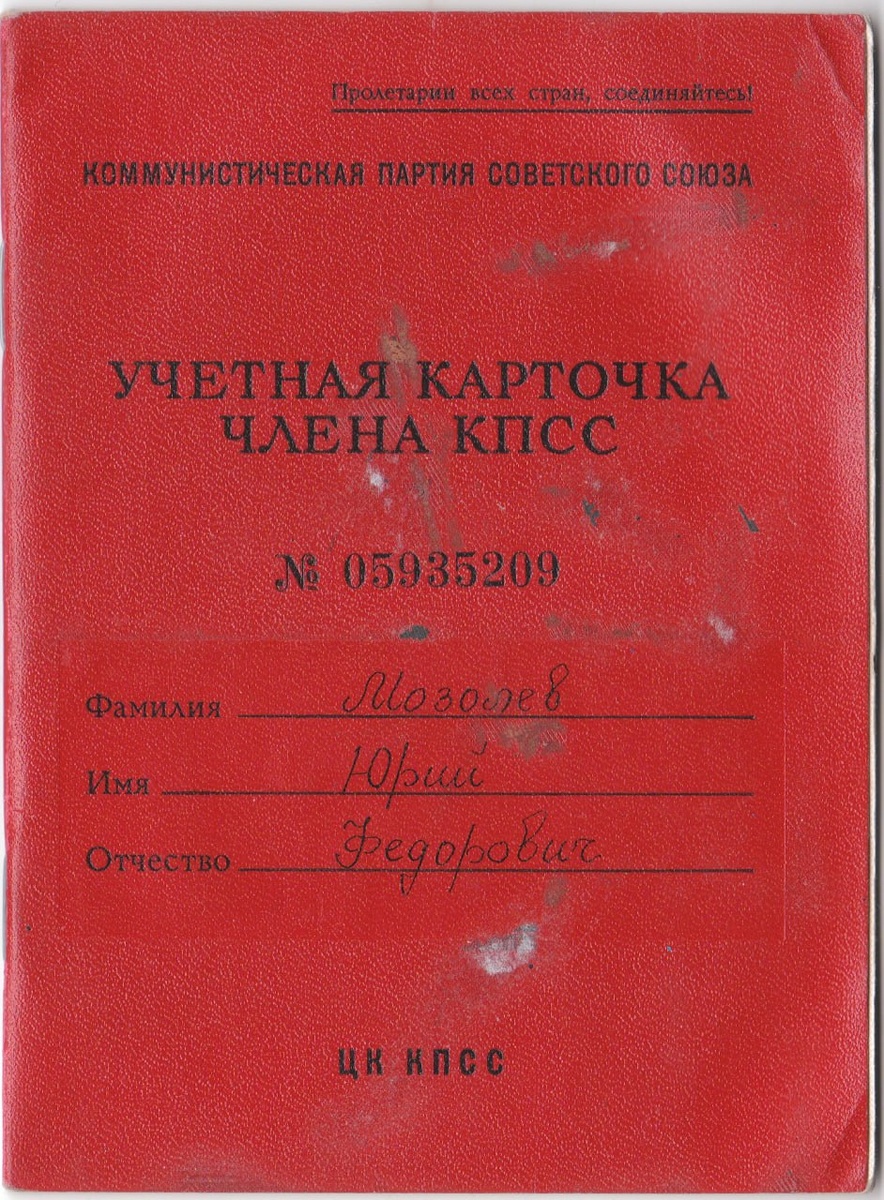 Пролетарии всех стран, соединяйтесь!
КОММУНИСТИЧЕСКАЯ ПАРТИЯ СОВЕТСКОГО СОЮЗА
УЧЕТНАЯ КАРТОЧКА
ЧЛЕНА КПСС
№ 05935209
Фамилия Мозолев
Имя Юрий
Отчество Федорович
ЦК КПСС